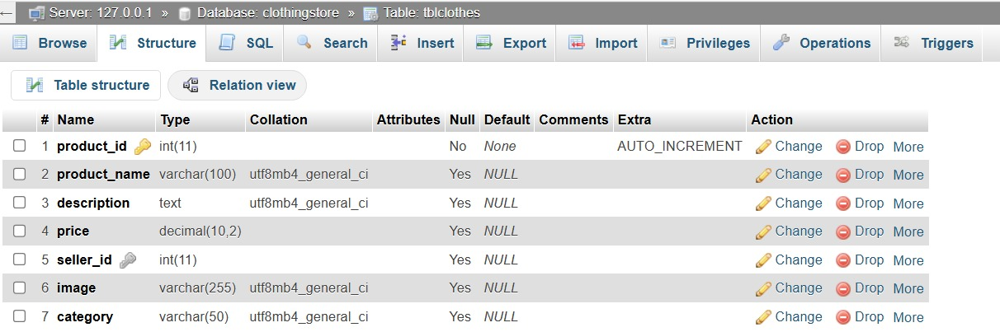 Server: 127.0.0.1 » Database: clothingstore » Table: tblclothes
Browse Structure SQL Search Insert Export Import Privileges Operations Triggers
Table structure Relation view
# Name Type Collation Attributes Null Default Comments Extra Action
1 product_id int(11) No None AUTO_INCREMENT Change Drop More
2 product_name varchar(100) utf8mb4_general_ci Yes NULL Change Drop More
3 description text utf8mb4_general_ci Yes NULL Change Drop More
4 price decimal(10,2) Yes NULL Change Drop More
5 seller_id int(11) Yes NULL Change Drop More
6 image varchar(255) utf8mb4_general_ci Yes NULL Change Drop More
7 category varchar(50) utf8mb4_general_ci Yes NULL Change Drop More